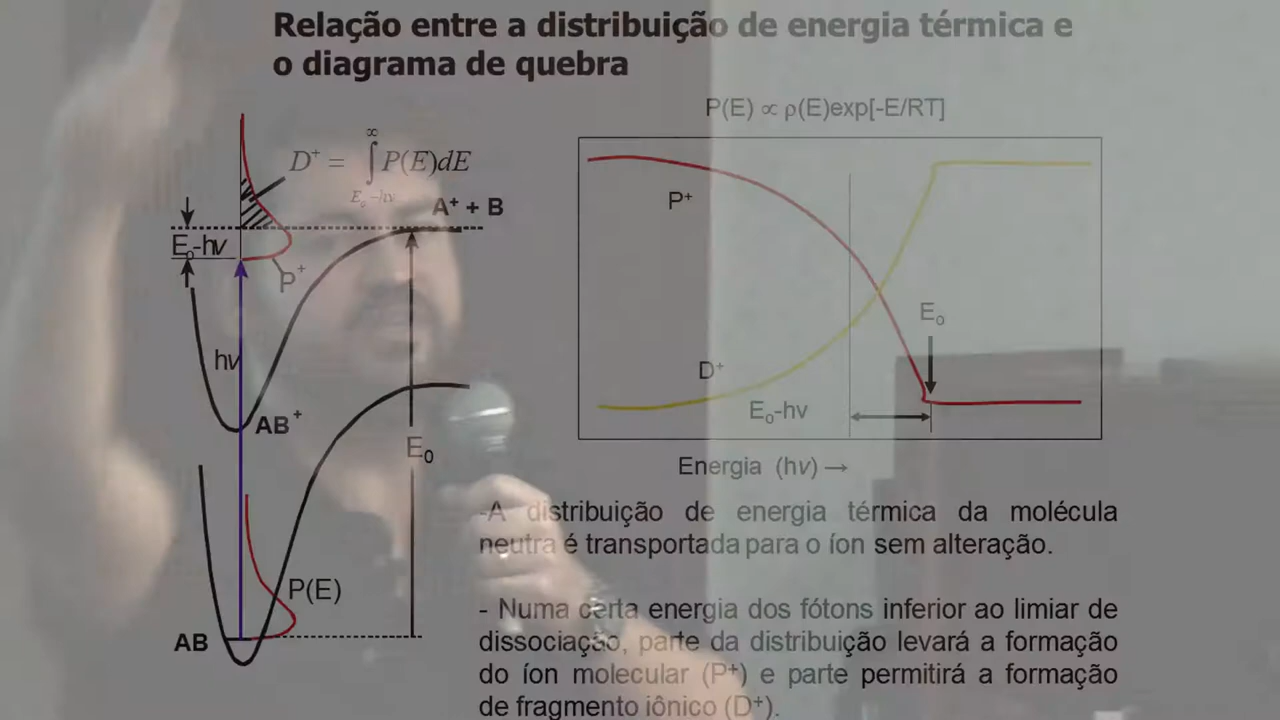 Relação entre a distribuição de energia térmica e
o diagrama de quebra
P(E) ∝ ρ(E)exp[-E/RT]
D⁺ = ∫ P(E)dE
∞
E₀-hν
A⁺ + B
E₀-hν
P⁺
hν
AB⁺
E₀
P(E)
AB
P⁺
D⁺
E₀
E₀-hν
Energia (hν) →
-A distribuição de energia térmica da molécula
neutra é transportada para o íon sem alteração.
- Numa certa energia dos fótons inferior ao limiar de
dissociação, parte da distribuição levará a formação
do íon molecular (P⁺) e parte permitirá a formação
de fragmento iônico (D⁺).